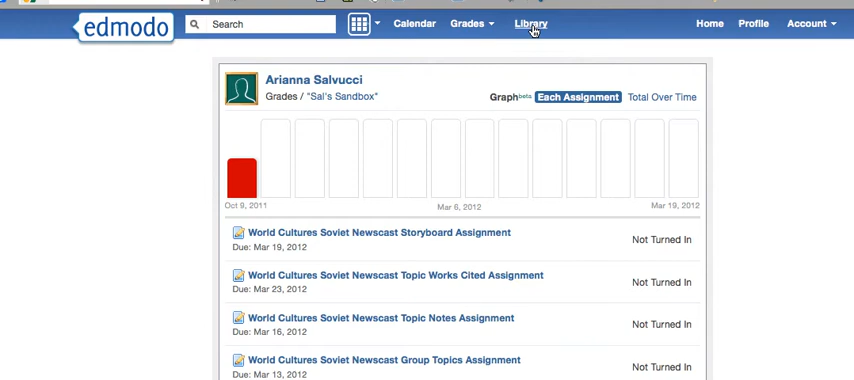 edmodo Search Calendar Grades Library Home Profile Account
Arianna Salvucci
Grades / "Sal's Sandbox" Graphbeta Each Assignment Total Over Time
Oct 9, 2011 Mar 6, 2012 Mar 19, 2012
World Cultures Soviet Newscast Storyboard Assignment Not Turned In
Due: Mar 19, 2012
World Cultures Soviet Newscast Topic Works Cited Assignment Not Turned In
Due: Mar 23, 2012
World Cultures Soviet Newscast Topic Notes Assignment Not Turned In
Due: Mar 16, 2012
World Cultures Soviet Newscast Group Topics Assignment Not Turned In
Due: Mar 13, 2012